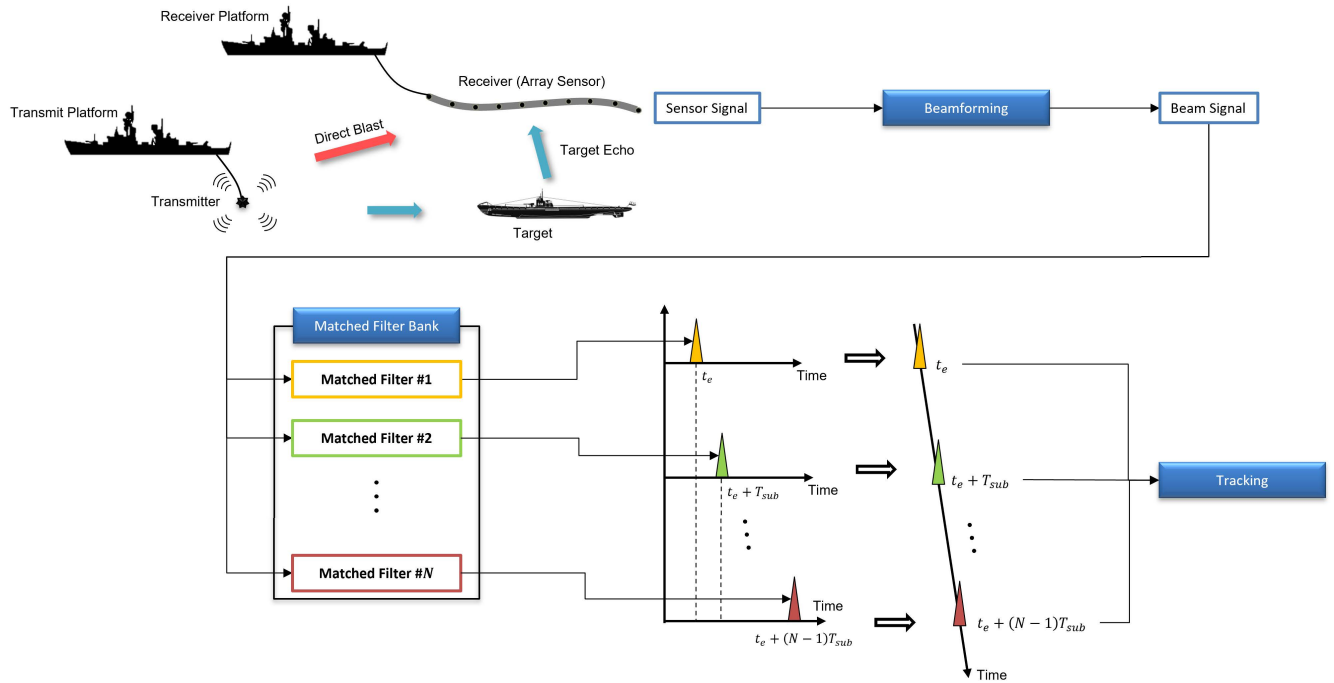 Receiver Platform
Receiver (Array Sensor)
Transmit Platform
Direct Blast
Target Echo
Transmitter
Target
Sensor Signal
Beamforming
Beam Signal
Matched Filter Bank
Matched Filter #1
Matched Filter #2
Matched Filter #N
Time
t_e
Time
t_e + T_sub
Time
t_e + (N − 1)T_sub
t_e
t_e + T_sub
t_e + (N − 1)T_sub
Time
Tracking